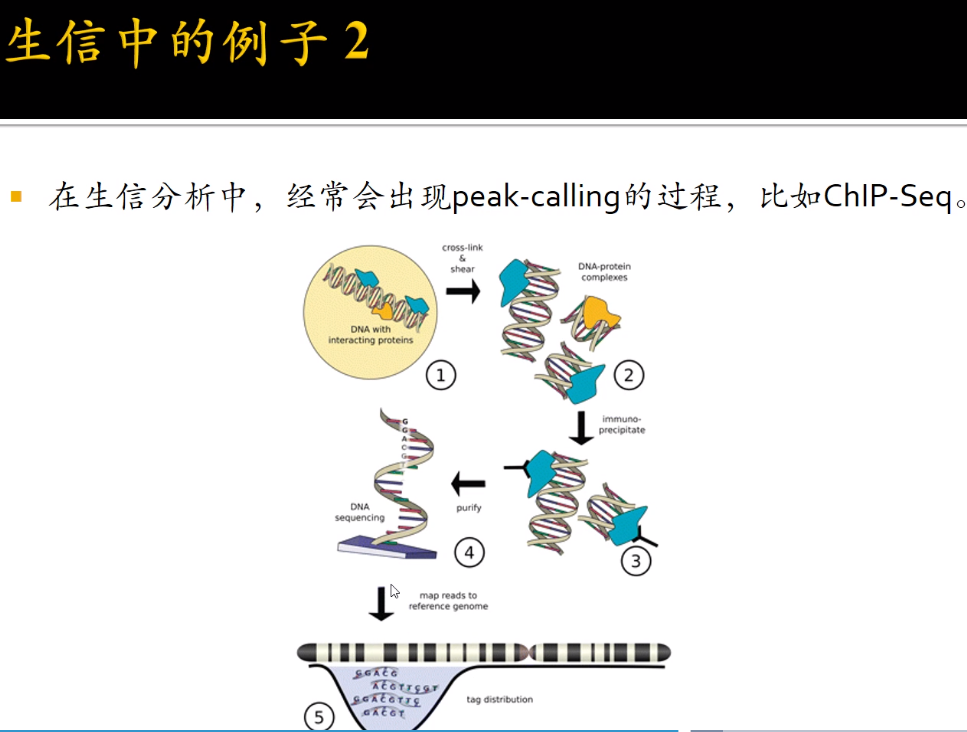 生信中的例子 2
在生信分析中，经常会出现peak-calling的过程，比如ChIP-Seq。
cross-link
&
shear
DNA-protein
complexes
DNA with
interacting proteins
1
2
immuno-
precipitate
G
G
A
C
G
T
DNA
sequencing
purify
4
3
map reads to
reference genome
GGACG
ACGTTCGT
GGACGTTC
GACGT
tag distribution
5